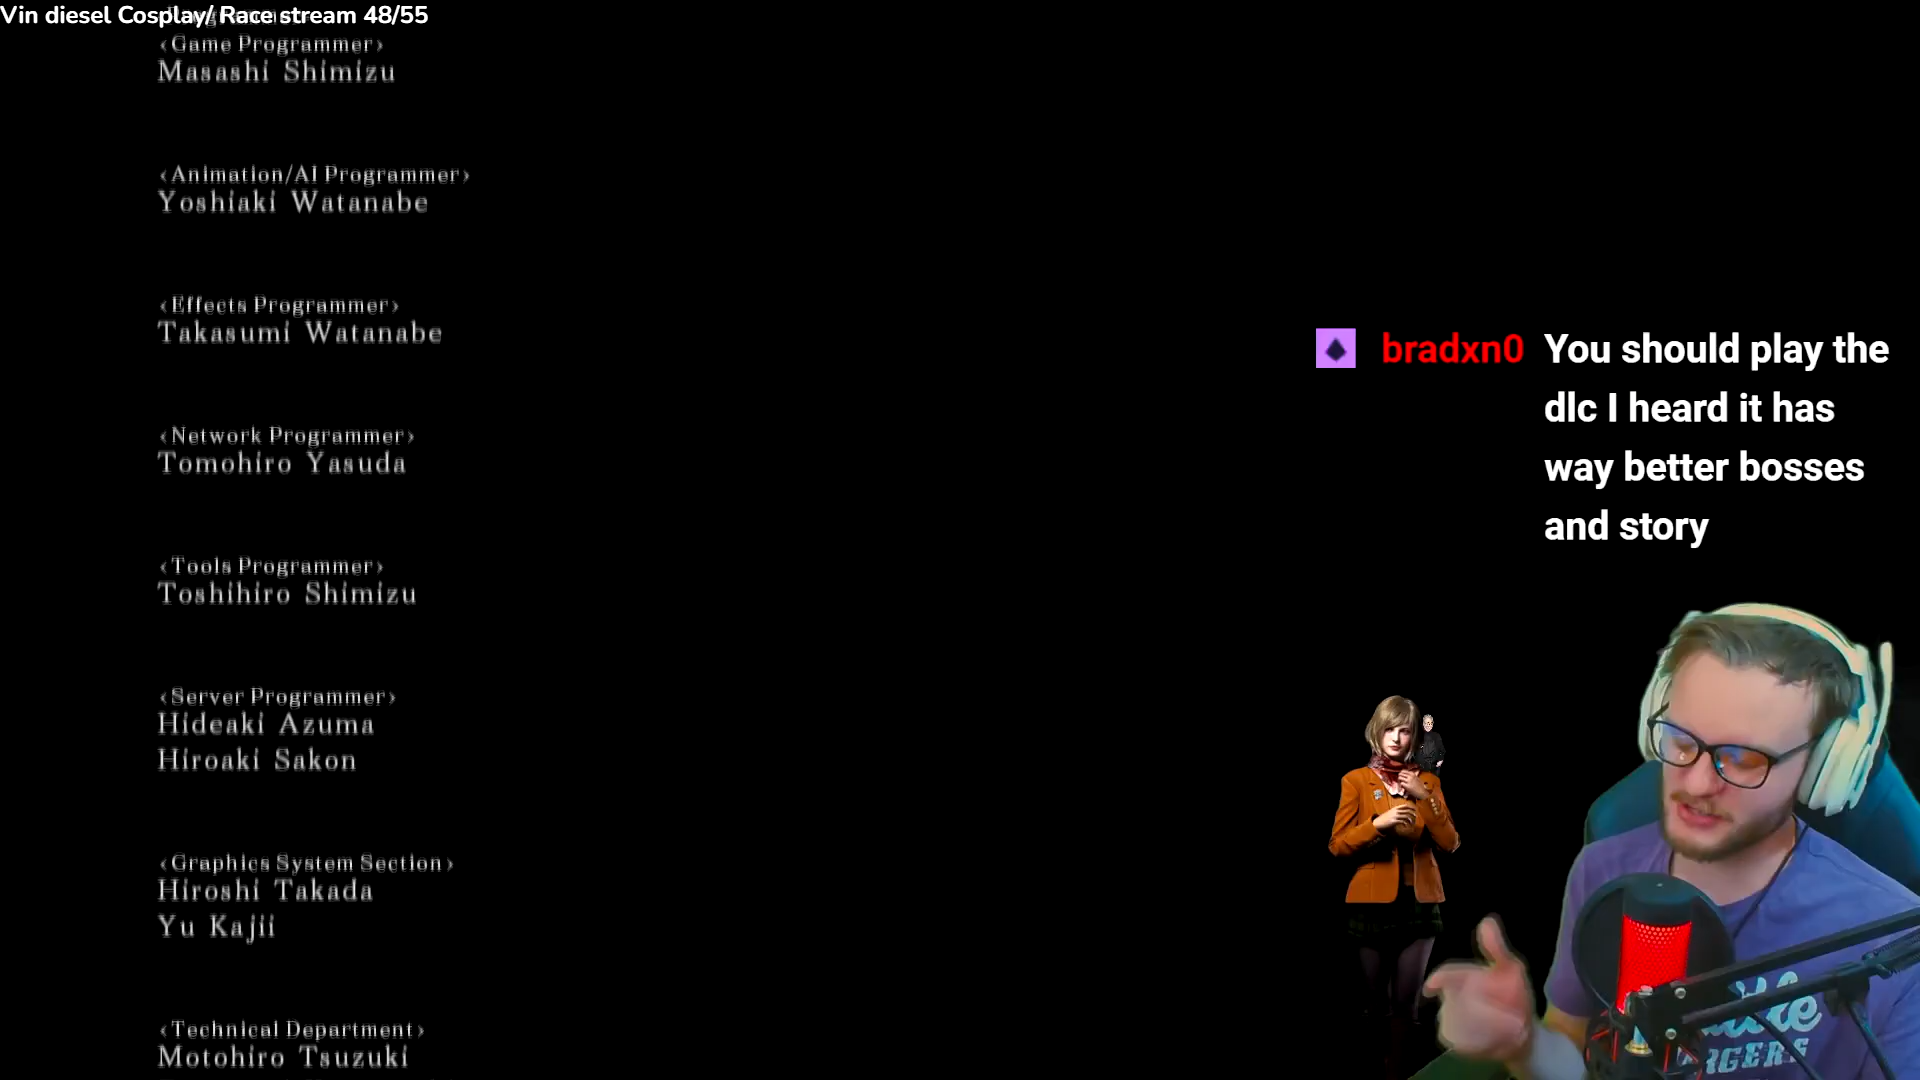 Vin diesel Cosplay/ Race stream 48/55
‹Game Programmer›
Masashi Shimizu
‹Animation/AI Programmer›
Yoshiaki Watanabe
‹Effects Programmer›
Takasumi Watanabe
‹Network Programmer›
Tomohiro Yasuda
‹Tools Programmer›
Toshihiro Shimizu
‹Server Programmer›
Hideaki Azuma
Hiroaki Sakon
‹Graphics System Section›
Hiroshi Takada
Yu Kajii
‹Technical Department›
Motohiro Tsuzuki
bradxn0 You should play the
dlc I heard it has
way better bosses
and story